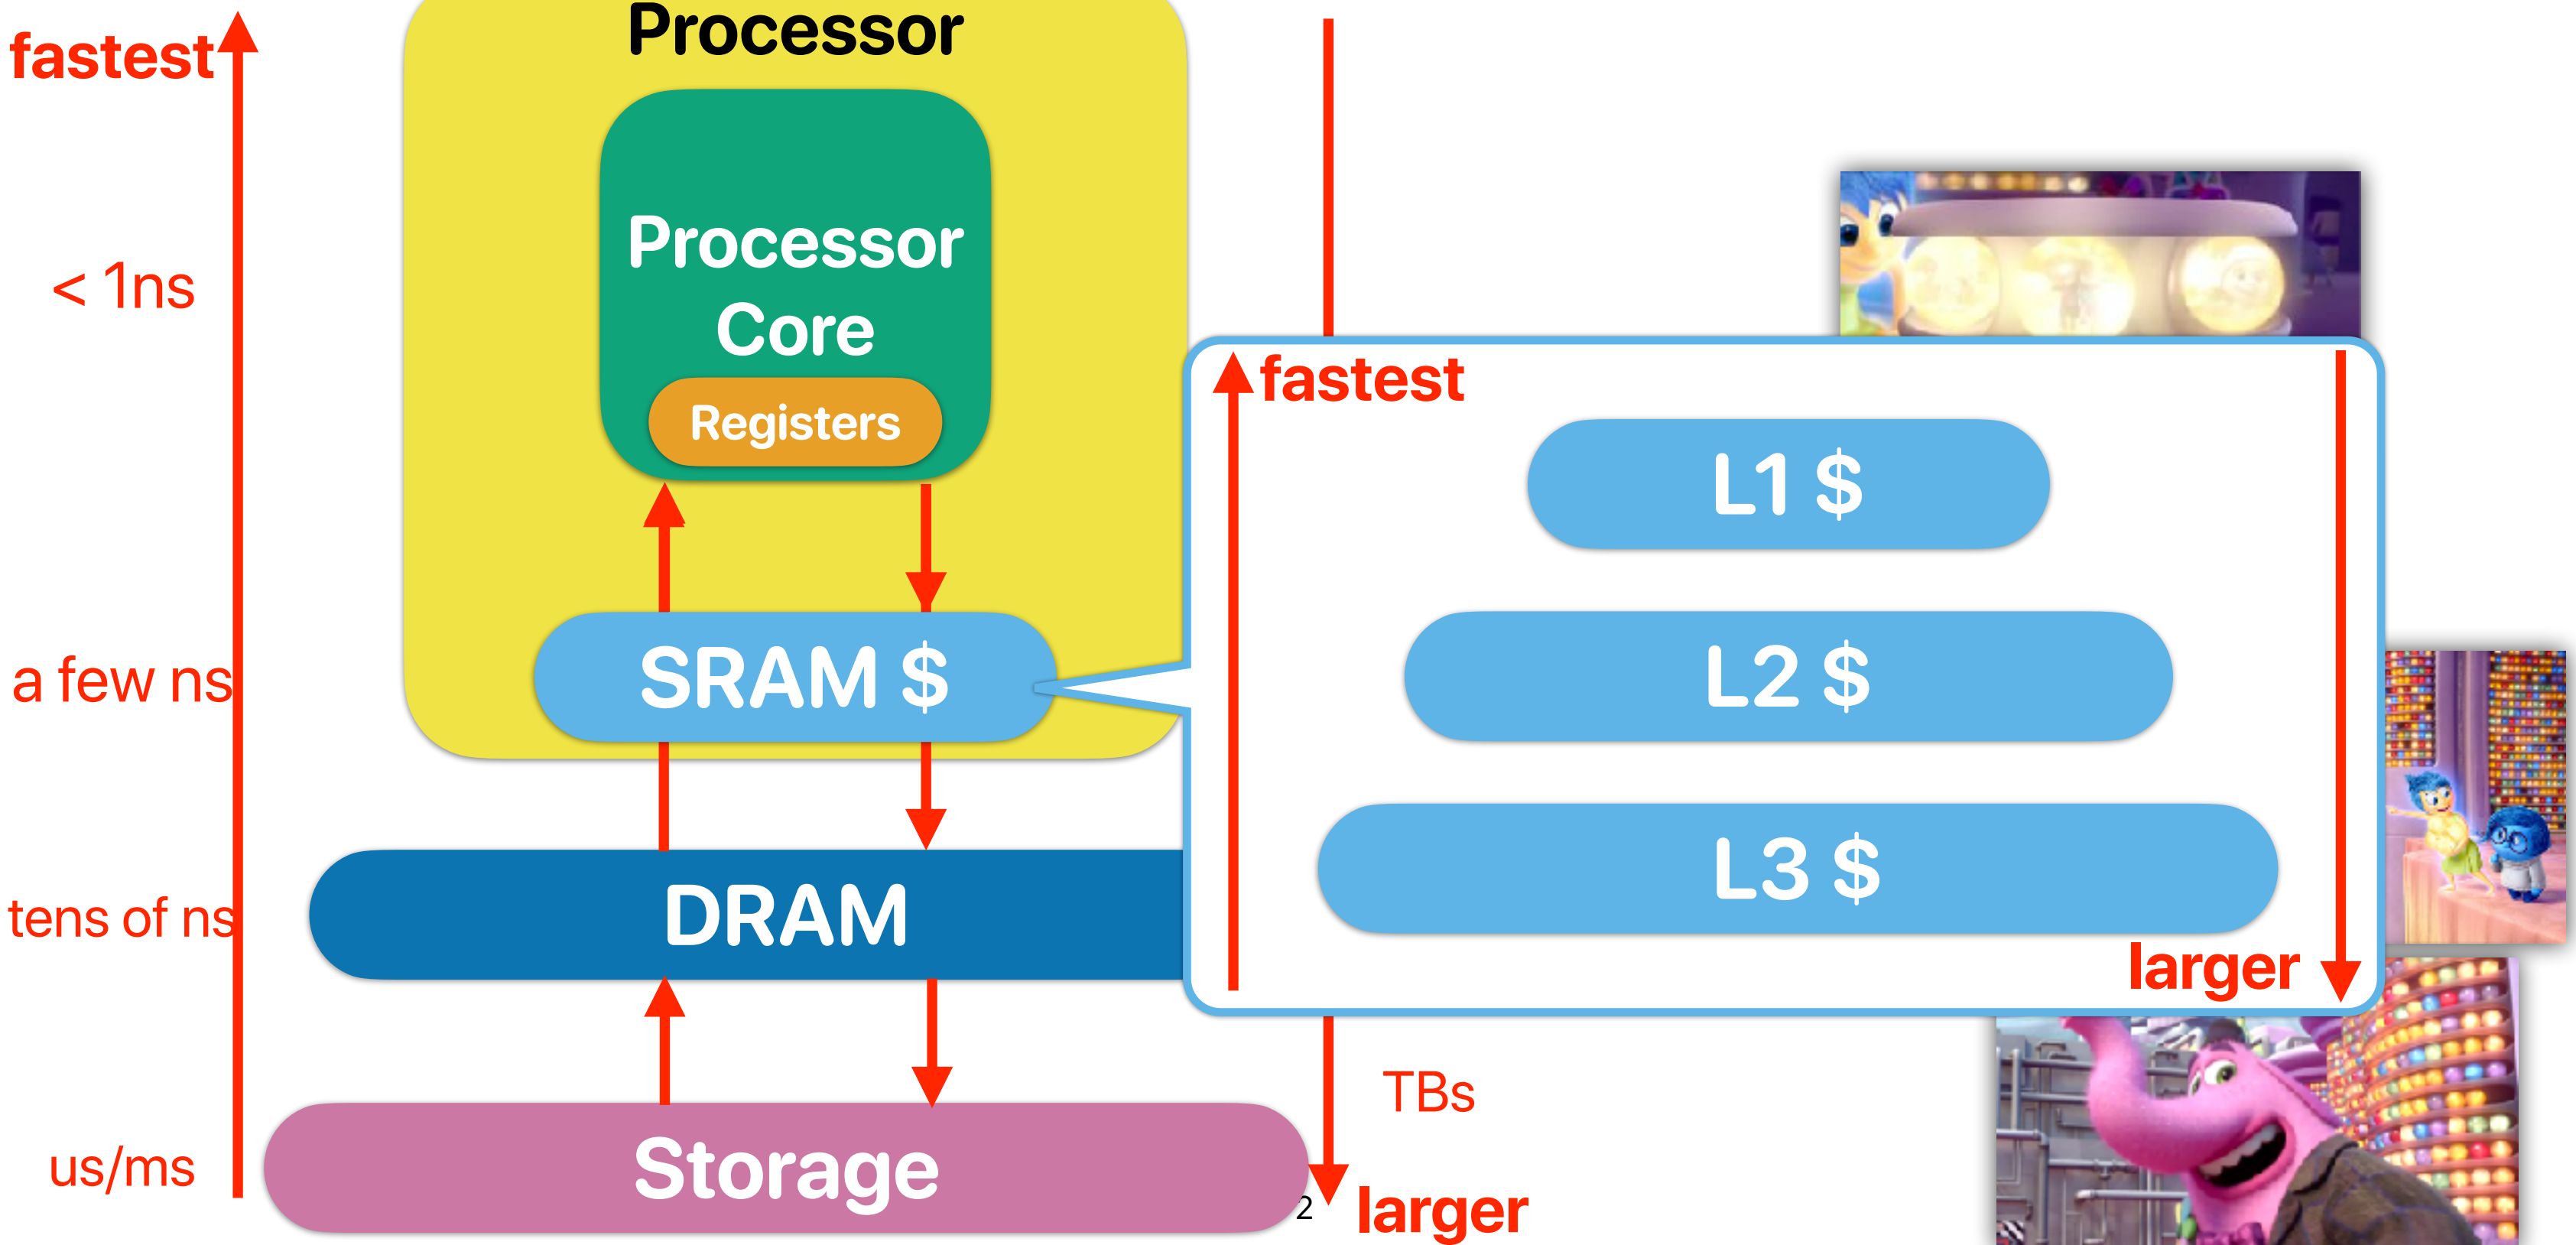 Processor
fastest
Processor
Core
< 1ns
Registers
fastest
L1 $
a few ns
SRAM $
L2 $
L3 $
tens of ns
DRAM
larger
TBs
us/ms
Storage
2
larger